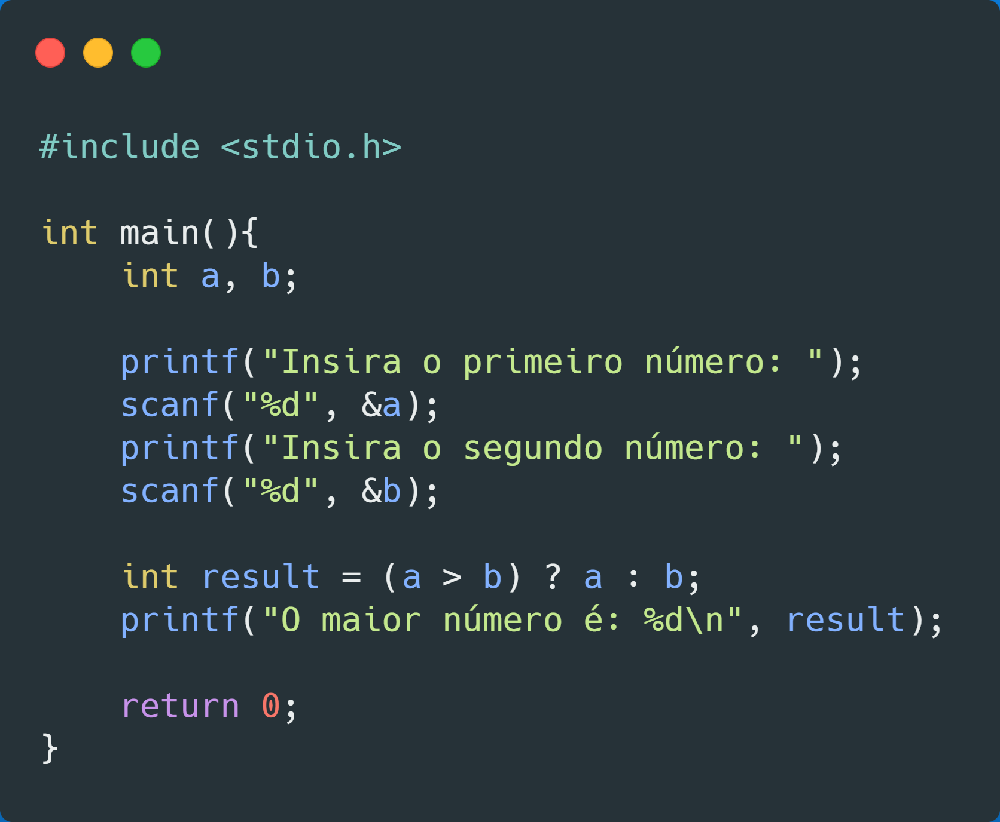 #include <stdio.h>
int main(){
    int a, b;
    printf("Insira o primeiro número: ");
    scanf("%d", &a);
    printf("Insira o segundo número: ");
    scanf("%d", &b);
    int result = (a > b) ? a : b;
    printf("O maior número é: %d\n", result);
    return 0;
}